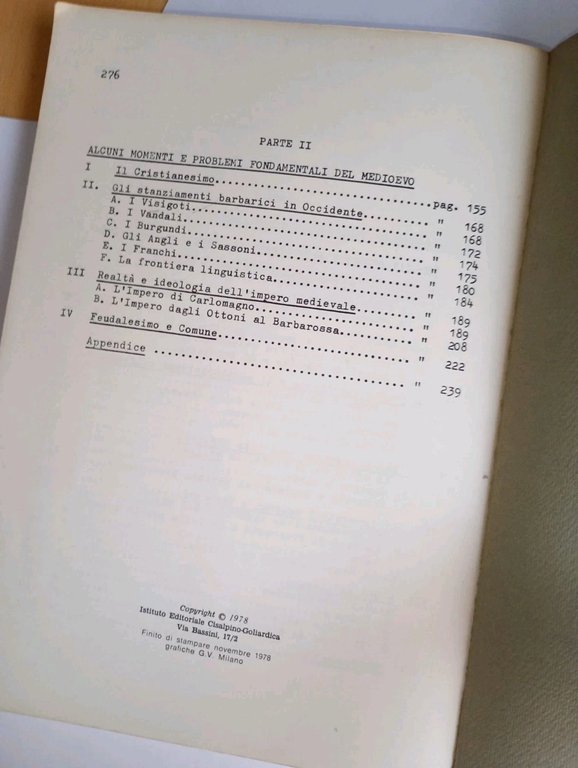 276
PARTE II
ALCUNI MOMENTI E PROBLEMI FONDAMENTALI DEL MEDIOEVO
I Il Cristianesimo.................................pag. 155
II. Gli stanziamenti barbarici in Occidente.......... " 168
A. I Visigoti.................................... " 168
B. I Vandali..................................... " 172
C. I Burgundi.................................... " 174
D. Gli Angli e i Sassoni......................... " 175
E. I Franchi..................................... " 180
F. La frontiera linguistica...................... " 184
III Realtà e ideologia dell'impero medievale......... " 189
A. L'Impero di Carlomagno........................ " 189
B. L'Impero dagli Ottoni al Barbarossa........... " 208
IV Feudalesimo e Comune............................. " 222
Appendice ....................................... " 239
Copyright © 1978
Istituto Editoriale Cisalpino-Goliardica
Via Bassini, 17/2
Finito di stampare novembre 1978
grafiche G.V. Milano